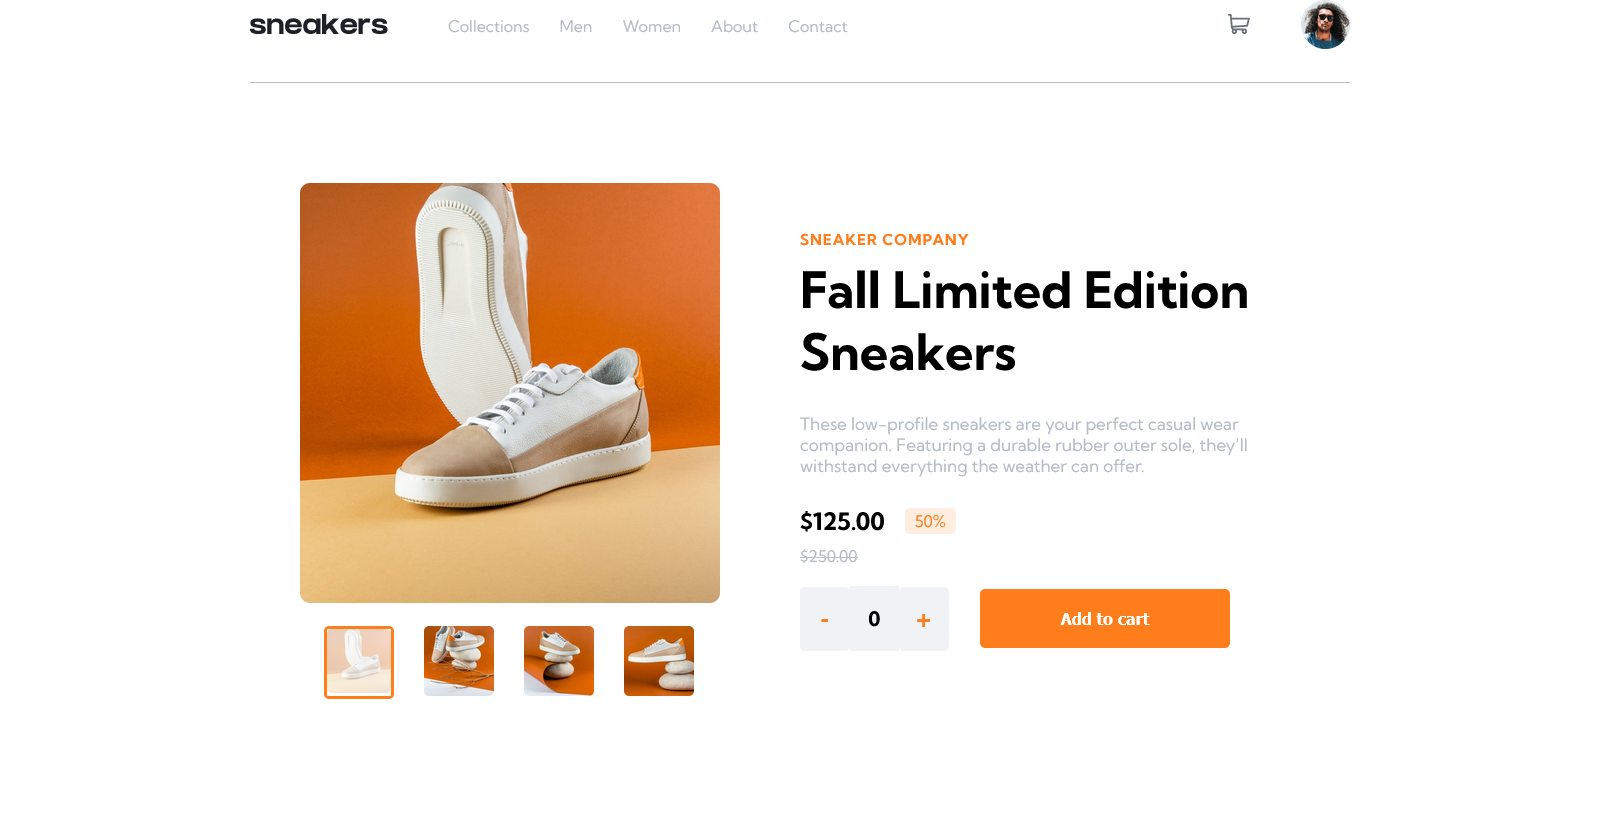 sneakers
Collections
Men
Women
About
Contact
SNEAKER COMPANY
Fall Limited Edition
Sneakers
These low-profile sneakers are your perfect casual wear
companion. Featuring a durable rubber outer sole, they’ll
withstand everything the weather can offer.
$125.00 50%
$250.00
- 0 +
Add to cart